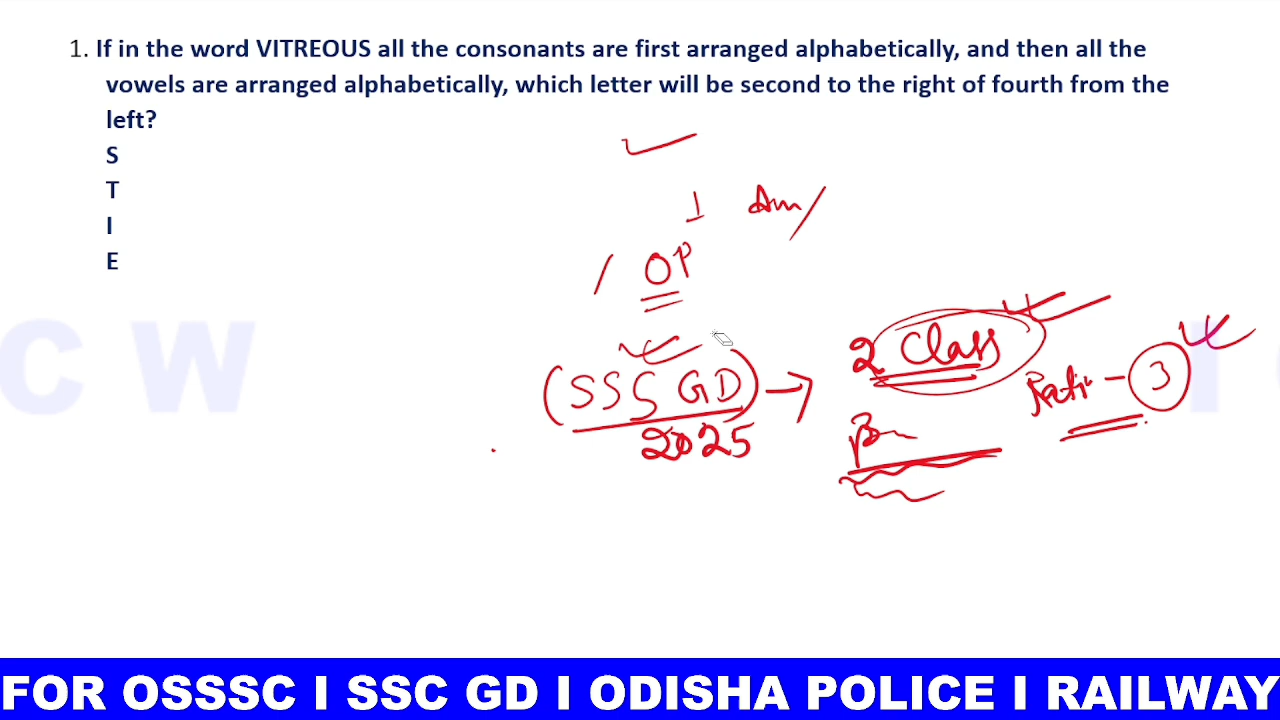 1. If in the word VITREOUS all the consonants are first arranged alphabetically, and then all the
vowels are arranged alphabetically, which letter will be second to the right of fourth from the
left?
S
T
I
E
OP
2 Class
(SSC GD) →
2025
3
C W
FOR OSSSC I SSC GD I ODISHA POLICE I RAILWAY